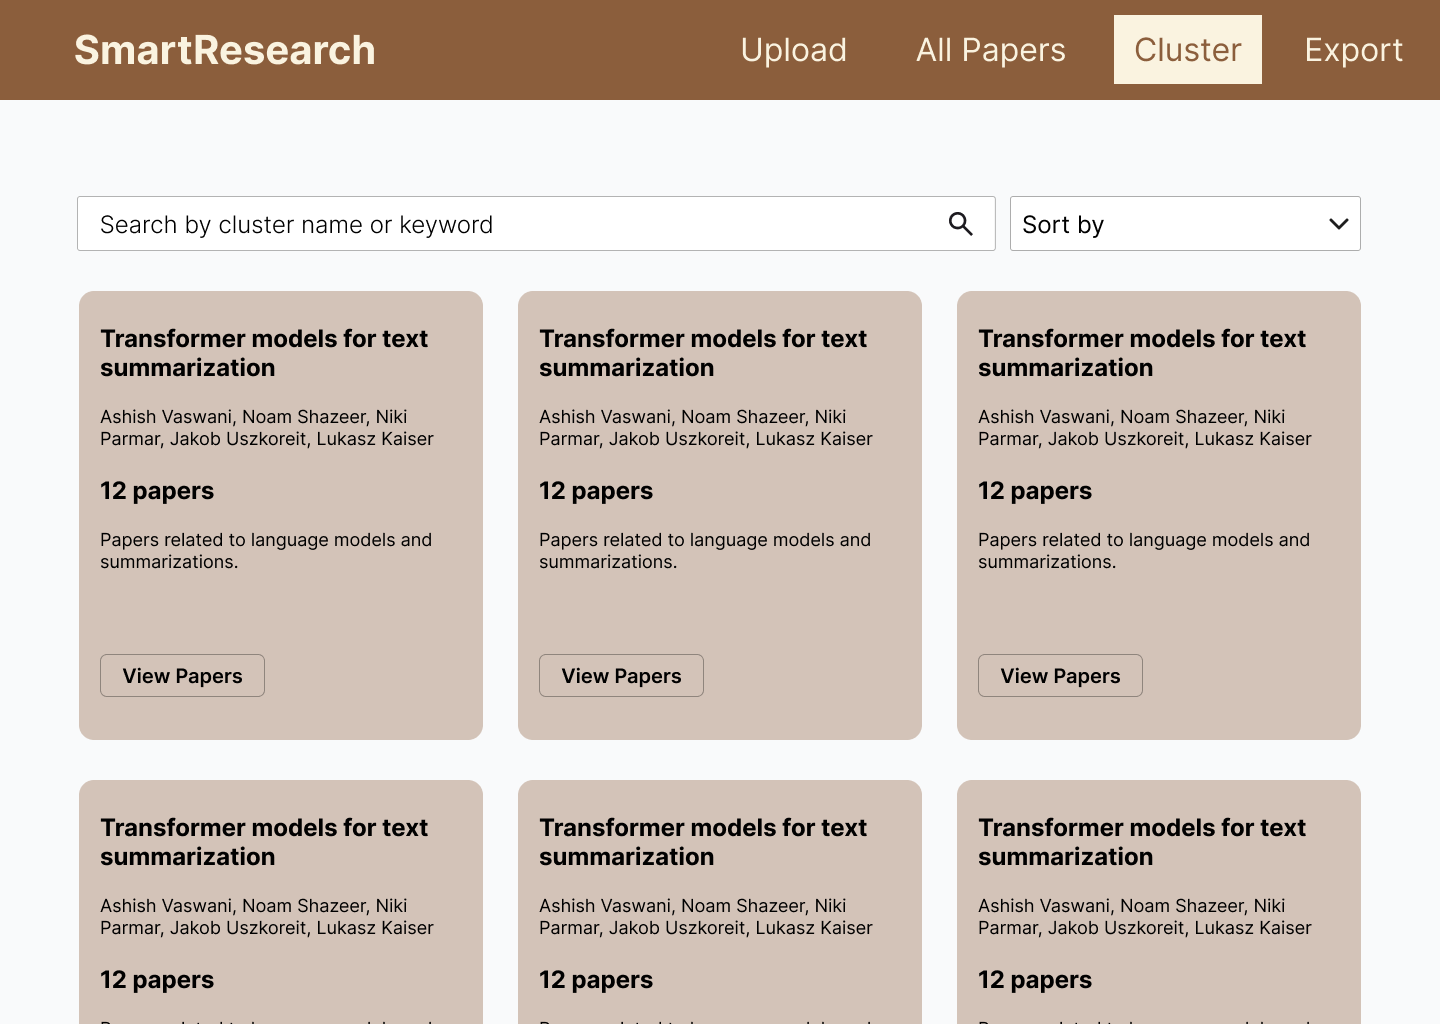 SmartResearch
Upload
All Papers
Cluster
Export
Search by cluster name or keyword
Sort by
Transformer models for text
summarization
Ashish Vaswani, Noam Shazeer, Niki
Parmar, Jakob Uszkoreit, Lukasz Kaiser
12 papers
Papers related to language models and
summarizations.
View Papers
Transformer models for text
summarization
Ashish Vaswani, Noam Shazeer, Niki
Parmar, Jakob Uszkoreit, Lukasz Kaiser
12 papers
Papers related to language models and
summarizations.
View Papers
Transformer models for text
summarization
Ashish Vaswani, Noam Shazeer, Niki
Parmar, Jakob Uszkoreit, Lukasz Kaiser
12 papers
Papers related to language models and
summarizations.
View Papers
Transformer models for text
summarization
Ashish Vaswani, Noam Shazeer, Niki
Parmar, Jakob Uszkoreit, Lukasz Kaiser
12 papers
Transformer models for text
summarization
Ashish Vaswani, Noam Shazeer, Niki
Parmar, Jakob Uszkoreit, Lukasz Kaiser
12 papers
Transformer models for text
summarization
Ashish Vaswani, Noam Shazeer, Niki
Parmar, Jakob Uszkoreit, Lukasz Kaiser
12 papers